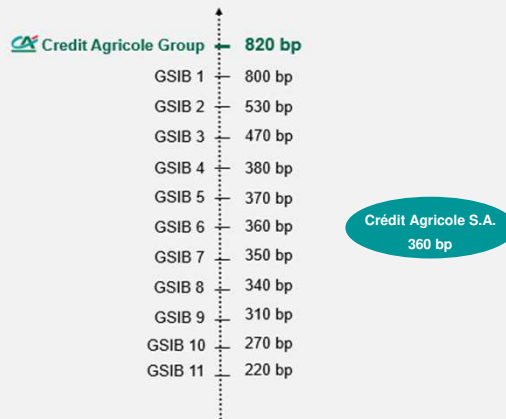 CA Credit Agricole Group 820 bp
GSIB 1 800 bp
GSIB 2 530 bp
GSIB 3 470 bp
GSIB 4 380 bp
GSIB 5 370 bp
GSIB 6 360 bp
GSIB 7 350 bp
GSIB 8 340 bp
GSIB 9 310 bp
GSIB 10 270 bp
GSIB 11 220 bp
Crédit Agricole S.A.
360 bp